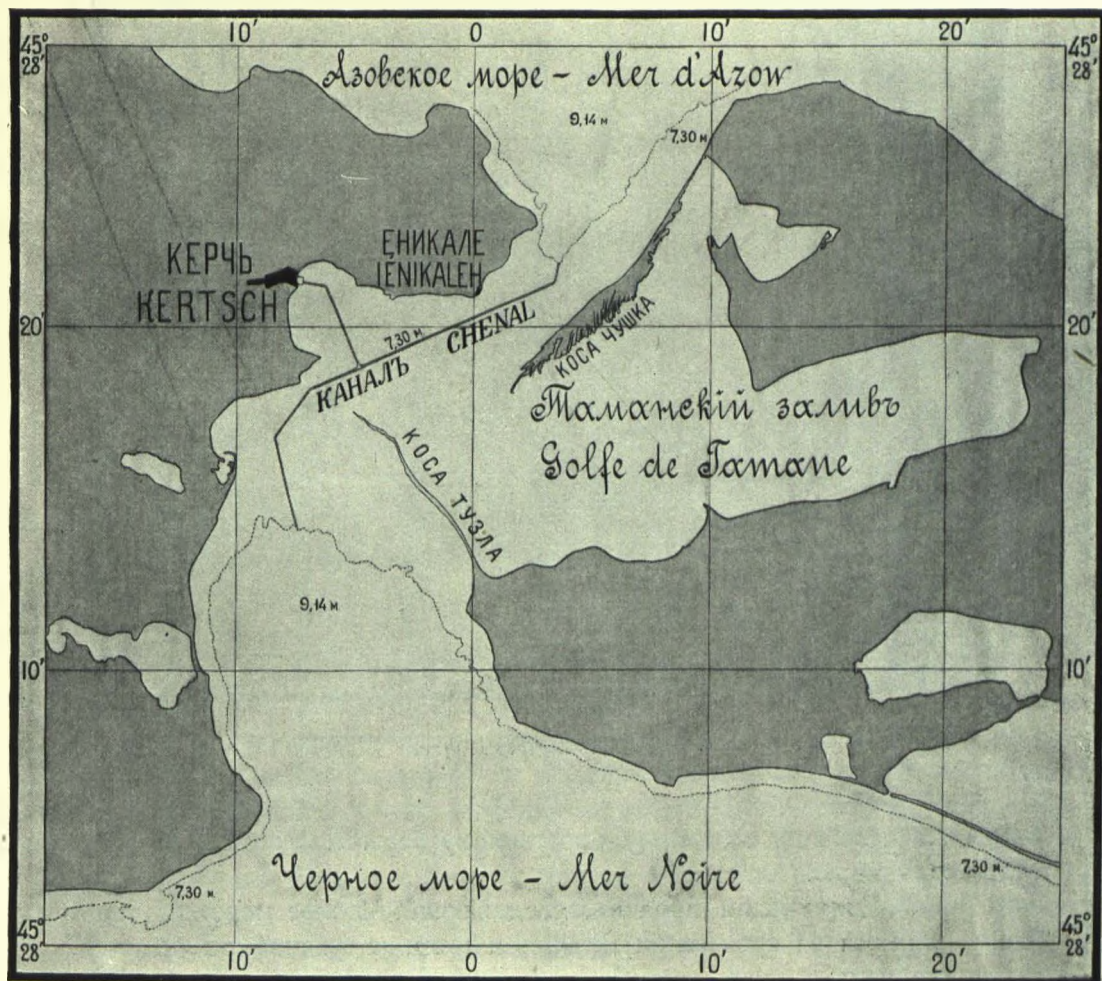 10′ 0 10′ 20′
45° 28′ 45° 28′
Азовское море – Mer d'Azow
9,14 м
7,30 м
КЕРЧЬ
KERTSCH
ЕНИКАЛЕ
IENIKALEH
20′ 20′
7,30 м
КАНАЛЪ CHENAL
КОСА ЧУШКА
Таманскій заливъ
Golfe de Tamane
КОСА ТУЗЛА
9,14 м
10′ 10′
Черное море – Mer Noire
7,30 м
7,30 м.
45° 28′ 45° 28′
10′ 0 10′ 20′